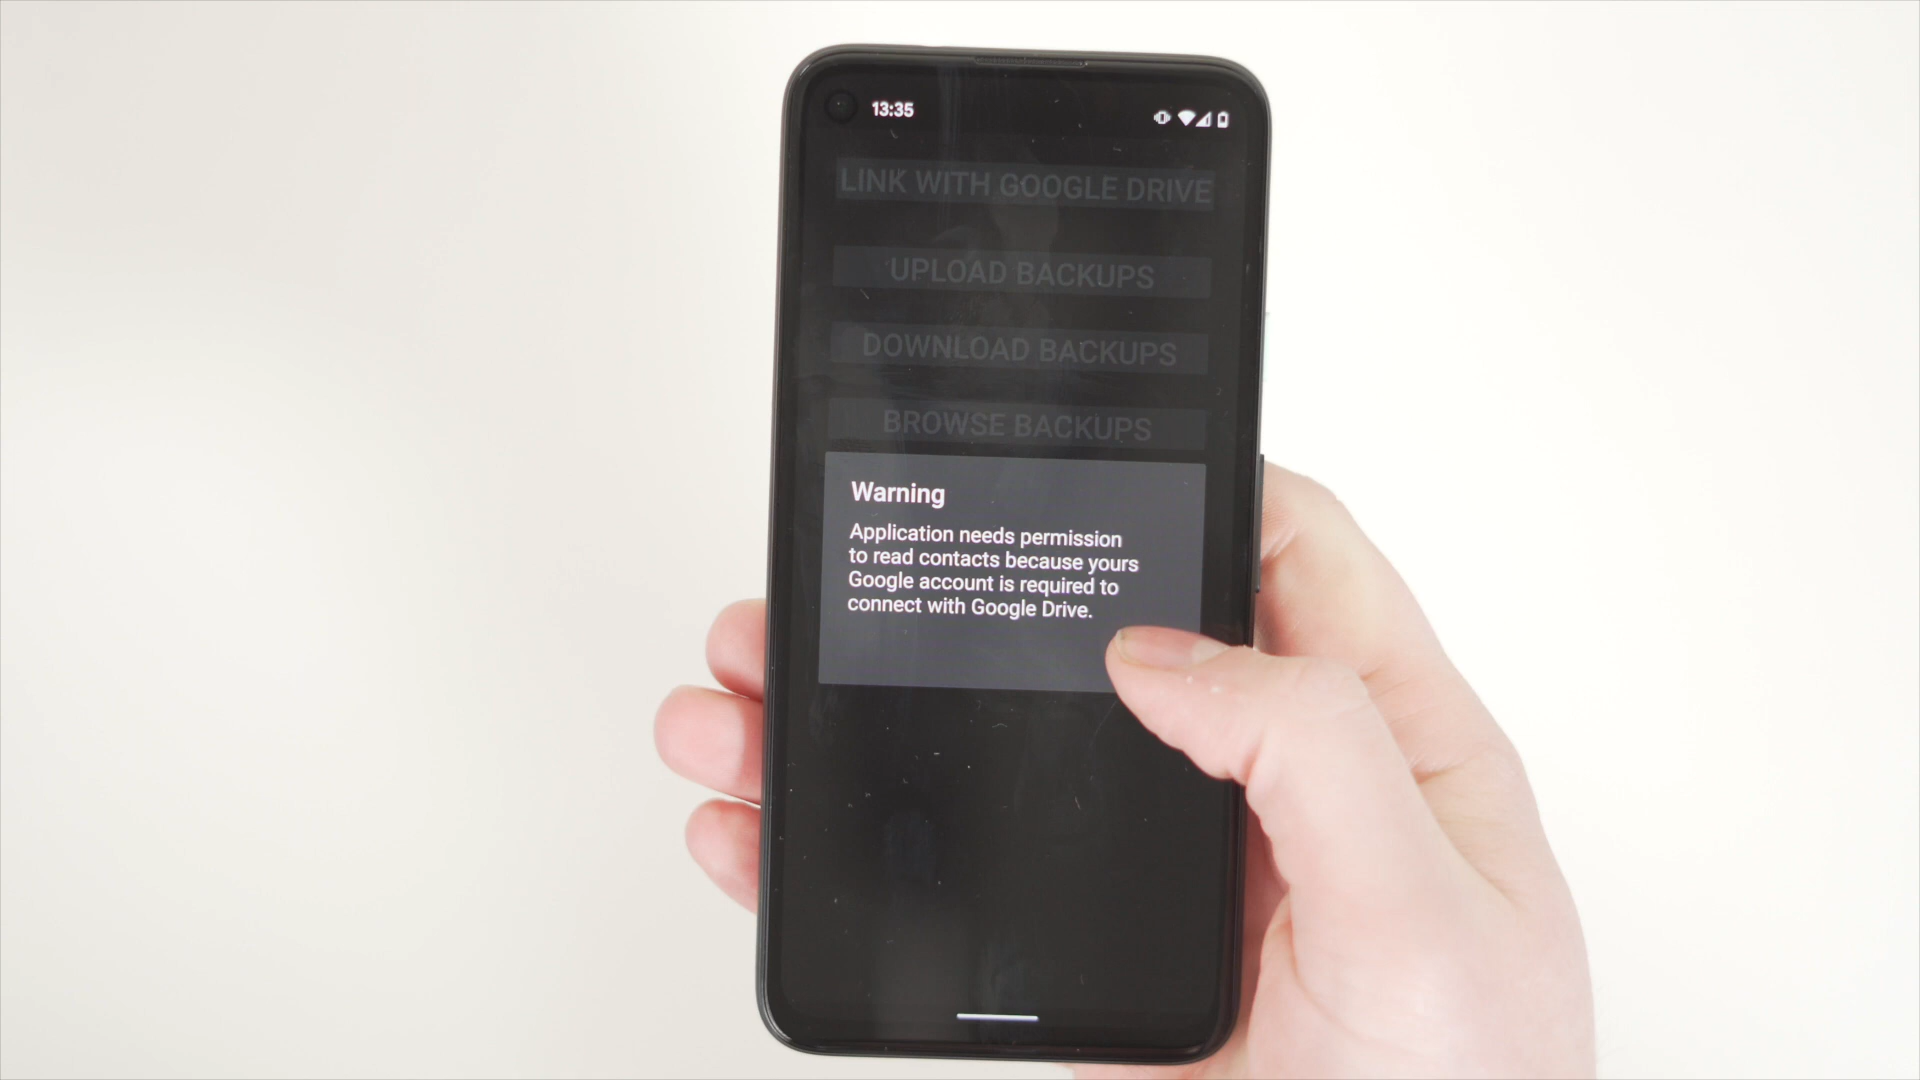 13:35
LINK WITH GOOGLE DRIVE
UPLOAD BACKUPS
DOWNLOAD BACKUPS
BROWSE BACKUPS
Warning
Application needs permission
to read contacts because yours
Google account is required to
connect with Google Drive.